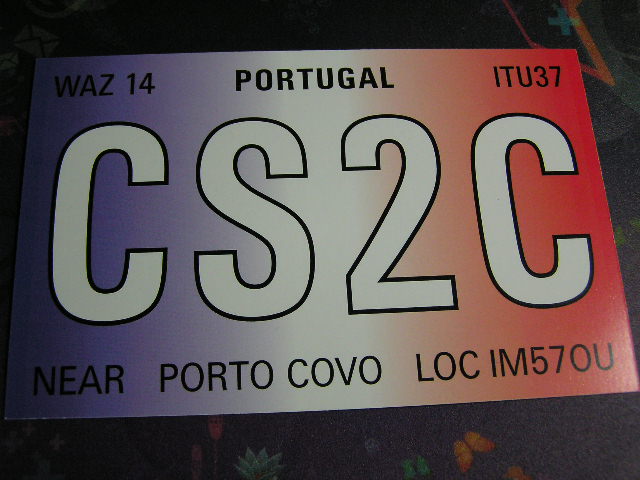 WAZ 14 PORTUGAL ITU37
CS2C
NEAR PORTO COVO LOC IM57OU